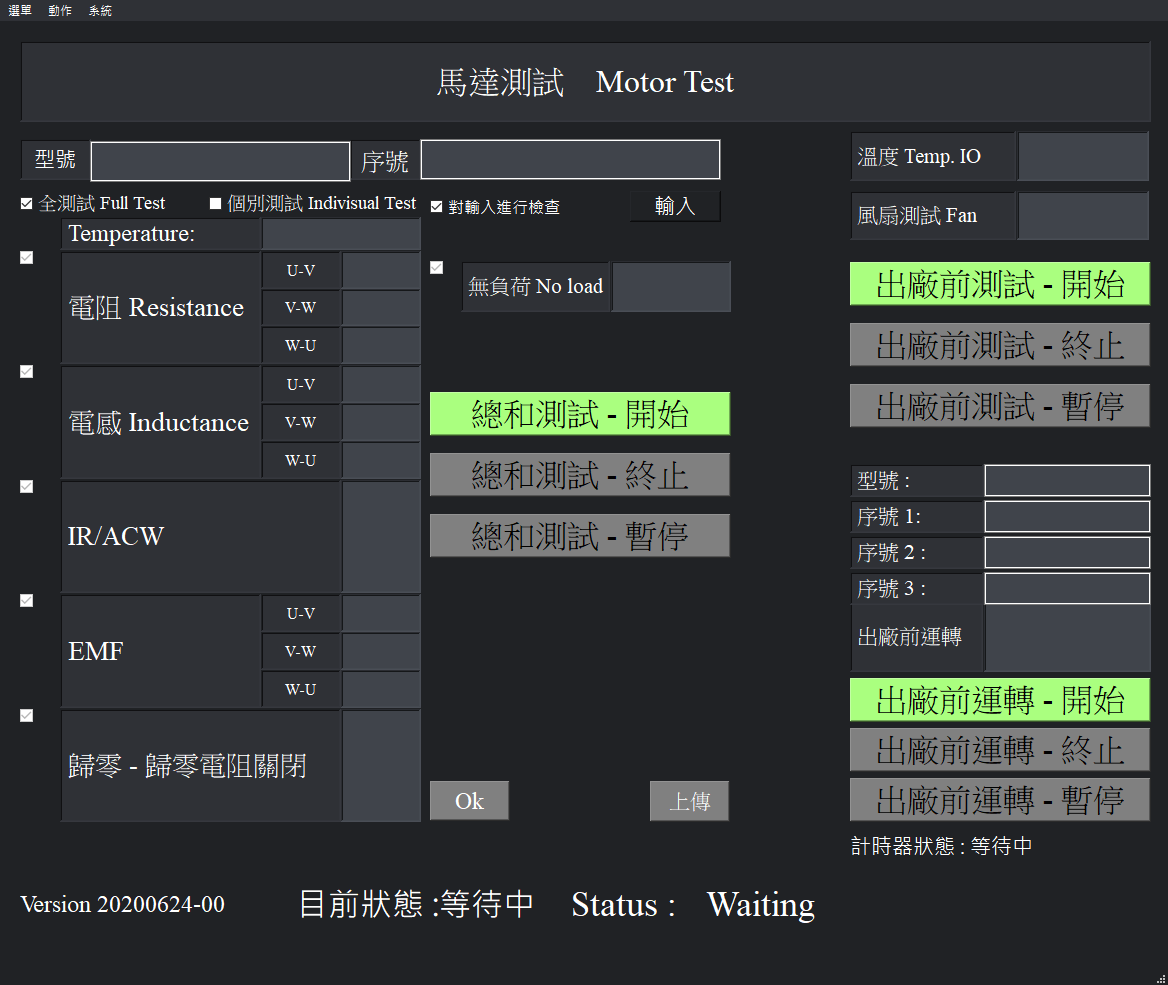 選單 動作 系統
馬達測試 Motor Test
型號
序號
全測試 Full Test
個別測試 Indivisual Test
對輸入進行檢查
輸入
Temperature:
電阻 Resistance
U-V
V-W
W-U
電感 Inductance
U-V
V-W
W-U
IR/ACW
EMF
U-V
V-W
W-U
歸零 - 歸零電阻關閉
無負荷 No load
總和測試 - 開始
總和測試 - 終止
總和測試 - 暫停
Ok
上傳
溫度 Temp. IO
風扇測試 Fan
出廠前測試 - 開始
出廠前測試 - 終止
出廠前測試 - 暫停
型號 :
序號 1:
序號 2 :
序號 3 :
出廠前運轉
出廠前運轉 - 開始
出廠前運轉 - 終止
出廠前運轉 - 暫停
計時器狀態 : 等待中
Version 20200624-00
目前狀態 :等待中 Status : Waiting